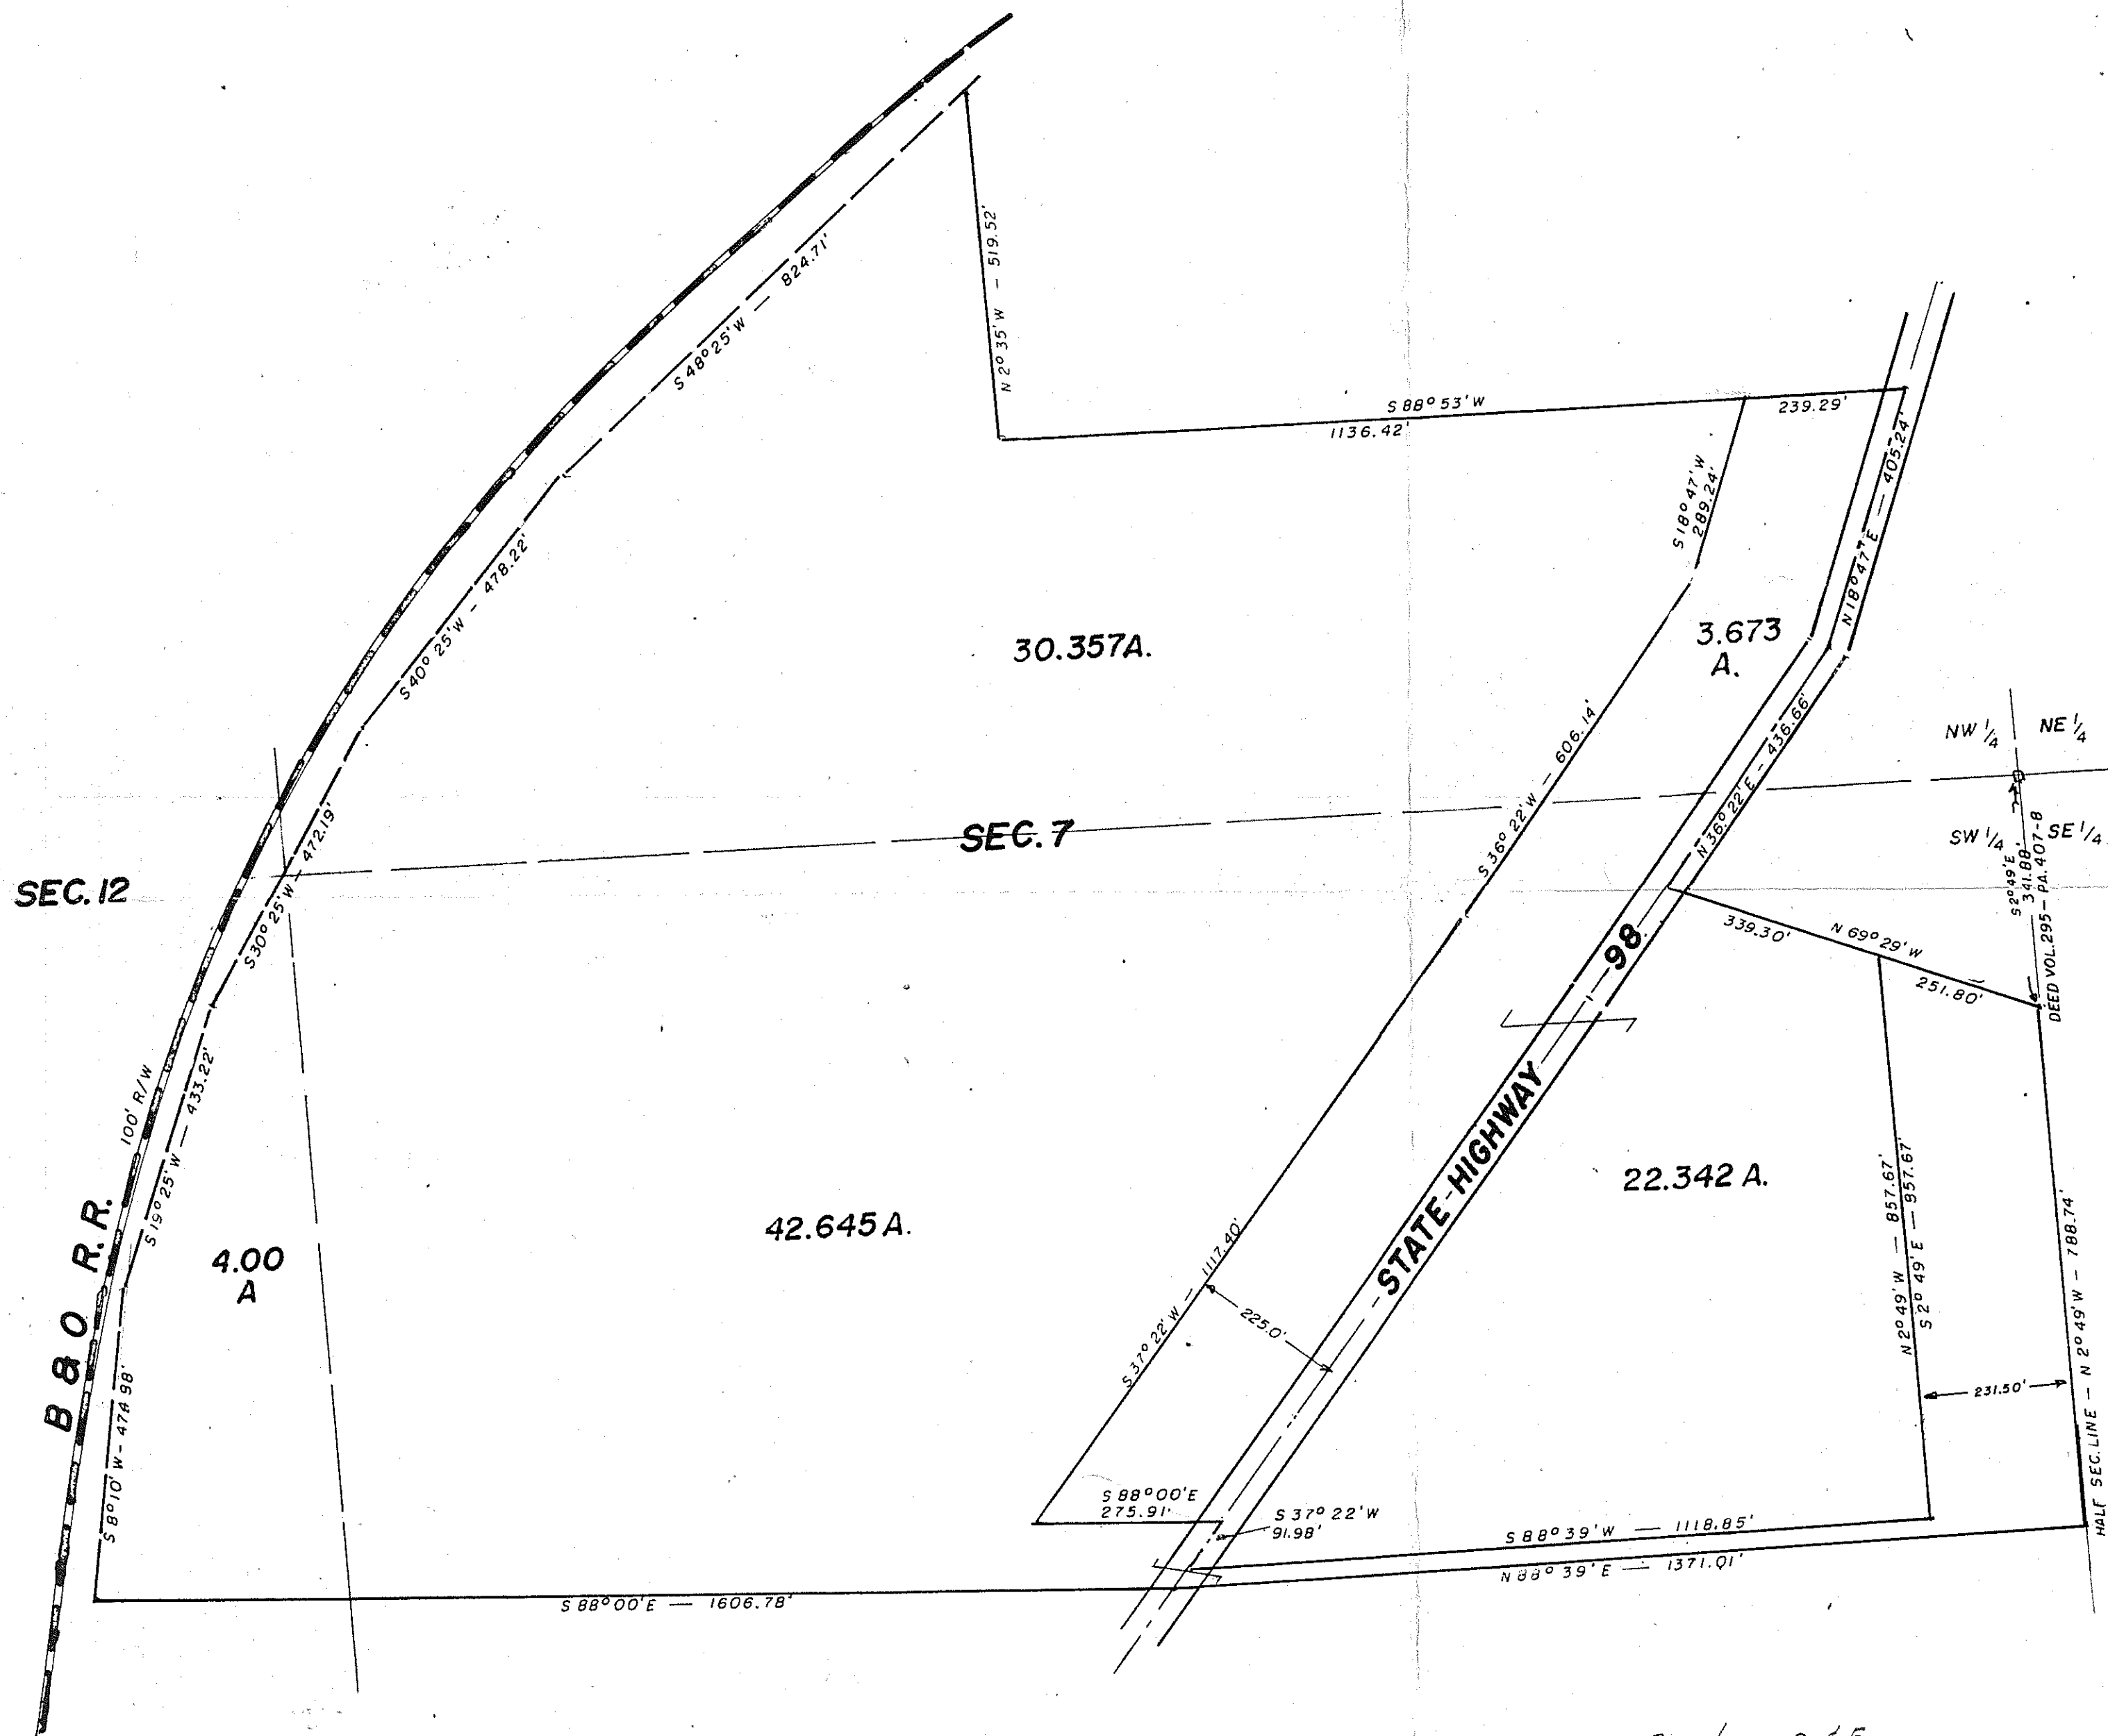 N 2° 35' W — 519.52'
S 48° 25' W — 824.71'
S 88° 53' W
1136.42'
239.29'
S 18° 47' W
289.24'
N 18° 47' E — 405.24'
S 40° 25' W — 478.22'
30.357A.
3.673
A.
S 36° 22' W — 606.14'
N 36° 22' E — 436.66'
NW 1/4
NE 1/4
SW 1/4
SE 1/4
S 2° 49' E
341.88'
DEED VOL. 295 — PA. 407-8
SEC. 7
SEC. 12
S 30° 25' W — 472.19'
339.30'
N 69° 29' W
251.80'
100' R/W
S 19° 25' W — 433.22'
B & O R. R.
4.00
A
42.645 A.
STATE-HIGHWAY 98
22.342 A.
S 37° 22' W — 1117.40'
225.0'
N 2° 49' W — 857.67'
S 2° 49' E — 857.67'
231.50'
HALF SEC. LINE — N 2° 49' W — 788.74'
S 8° 10' W — 474.98'
S 88° 00' E
275.91'
S 37° 22' W
91.98'
S 88° 39' W — 1118.85'
N 88° 39' E — 1371.01'
S 88° 00' E — 1606.78'